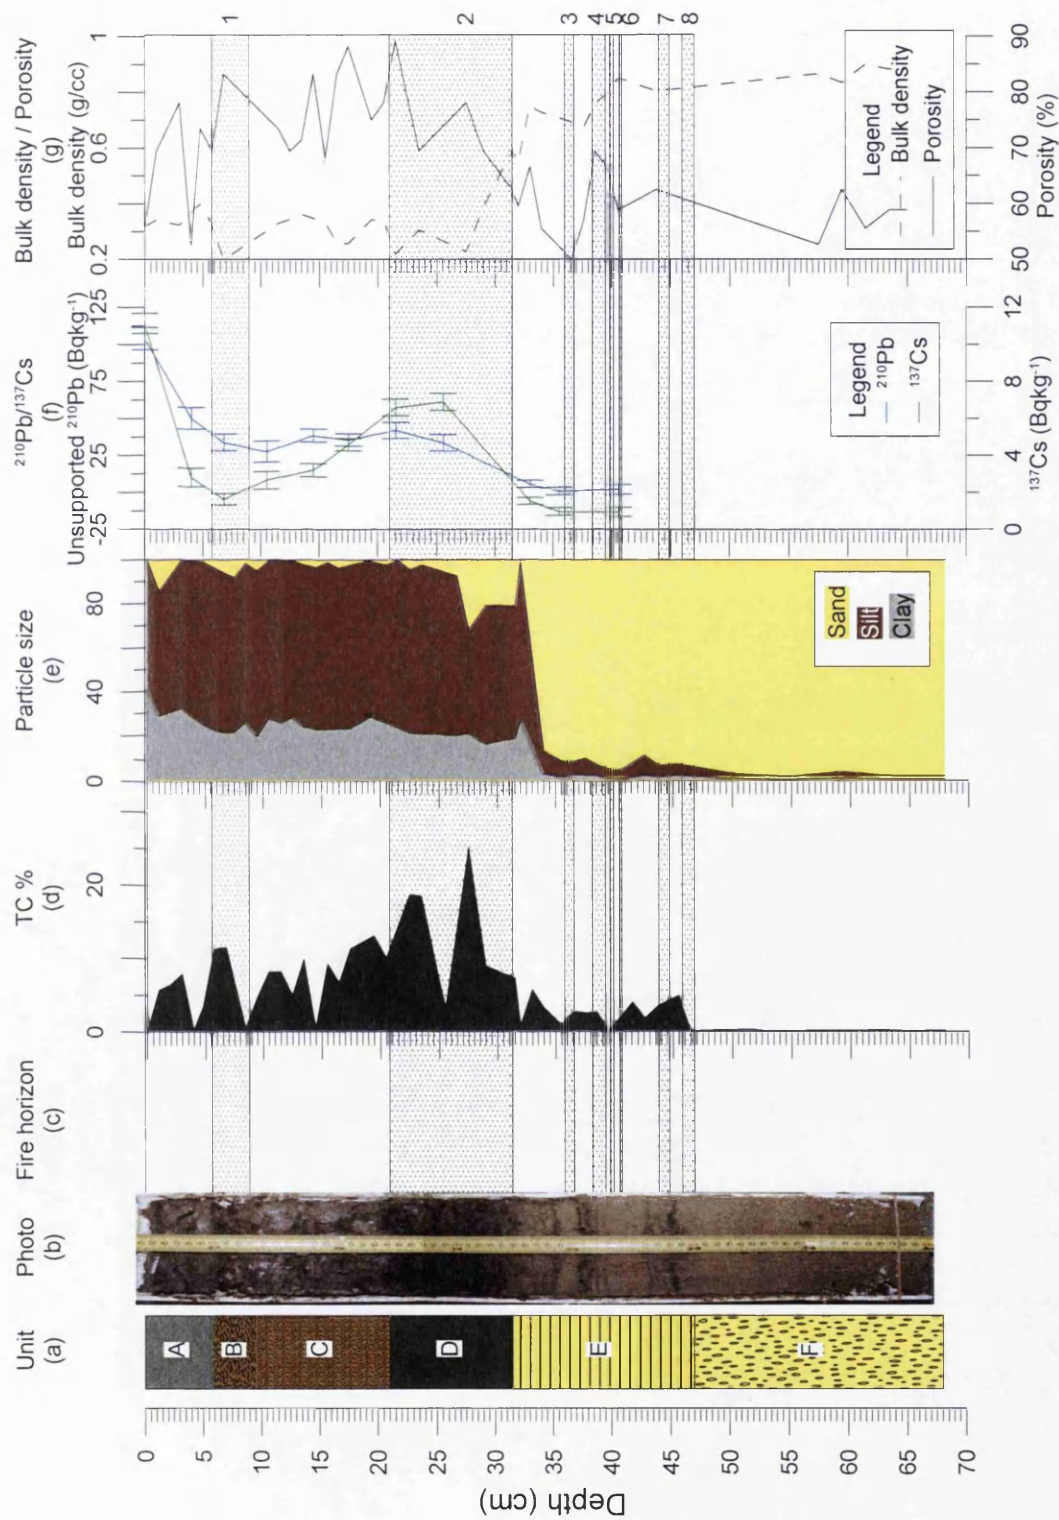 Unit
(a)
Photo
(b)
Fire horizon
(c)
TC %
(d)
Particle size
(e)
²¹⁰Pb/¹³⁷Cs
(f)
Bulk density / Porosity
(g)
0 20
0 40 80
Unsupported ²¹⁰Pb (Bqkg⁻¹)
-25 25 75 125
Bulk density (g/cc)
0.2 0.6 1
Depth (cm)
0
5
10
15
20
25
30
35
40
45
50
55
60
65
70
A
B
C
D
E
F
1
2
3
4
5
6
7
8
Sand
Silt
Clay
Legend
²¹⁰Pb
¹³⁷Cs
0 4 8 12
¹³⁷Cs (Bqkg⁻¹)
Legend
Bulk density
Porosity
50 60 70 80 90
Porosity (%)